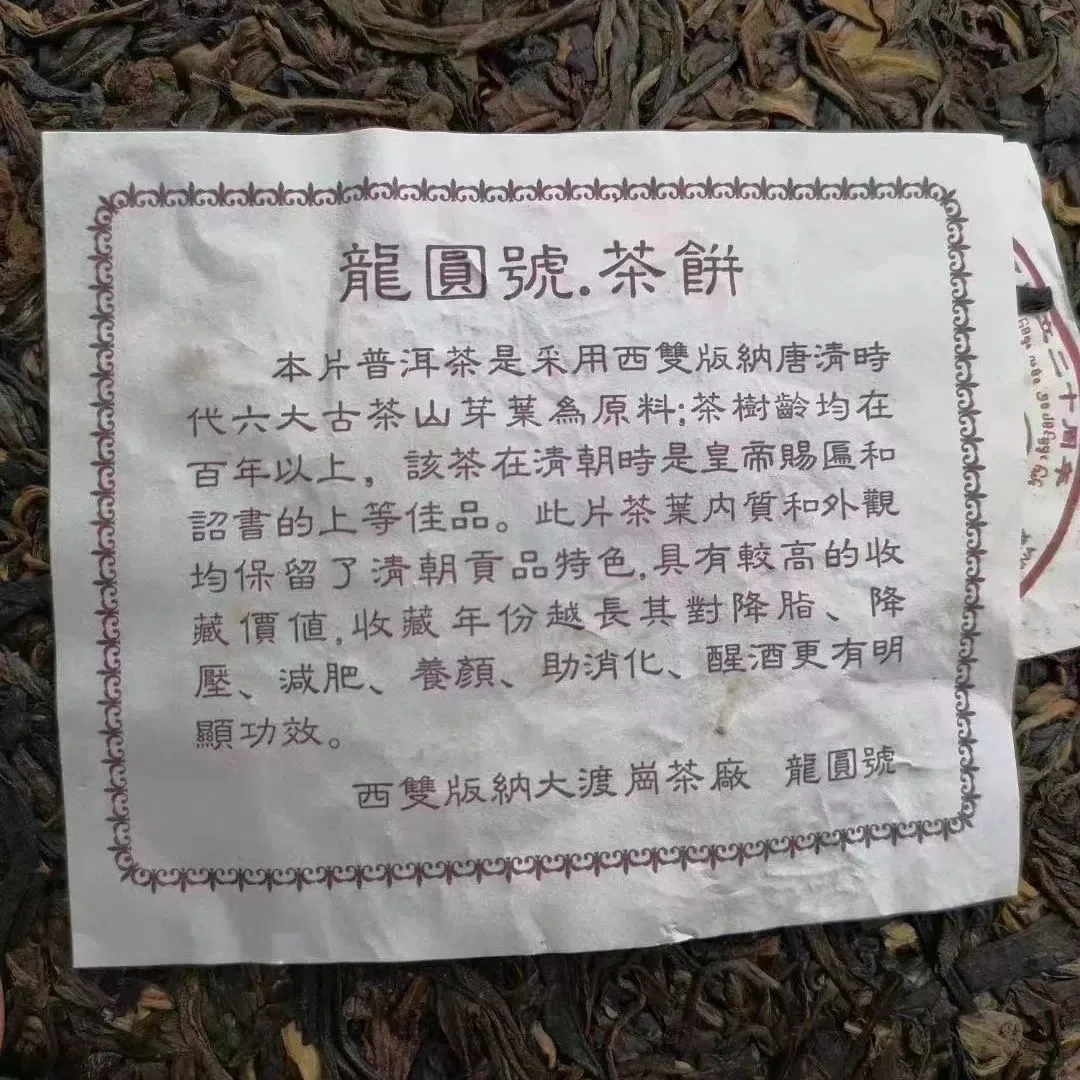 龍圓號.茶餅
本片普洱茶是采用西雙版納唐清時
代六大古茶山芽葉為原料;茶樹齡均在
百年以上，該茶在清朝時是皇帝賜匾和
詔書的上等佳品。此片茶葉内質和外觀
均保留了清朝貢品特色,具有較高的收
藏價值,收藏年份越長其對降脂、降
壓、減肥、養顏、助消化、醒酒更有明
顯功效。
西雙版納大渡崗茶廠 龍圓號
二十周年